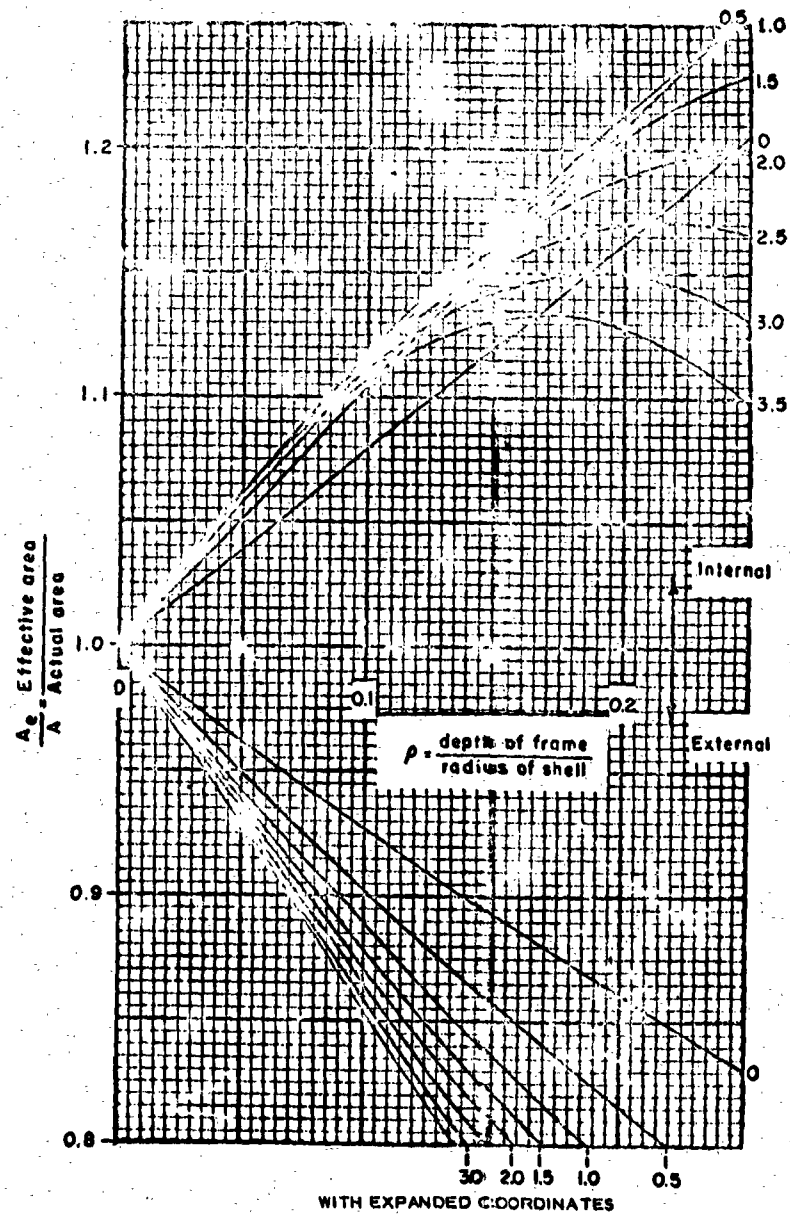 0.5
1.0
1.5
0
2.0
2.5
3.0
3.5
1.2
1.1
1.0
0.9
0.8
Ae = Effective area
A Actual area
0
0.1
0.2
Internal
External
ρ = depth of frame
radius of shell
0
3.0 2.0 1.5 1.0 0.5
WITH EXPANDED COORDINATES